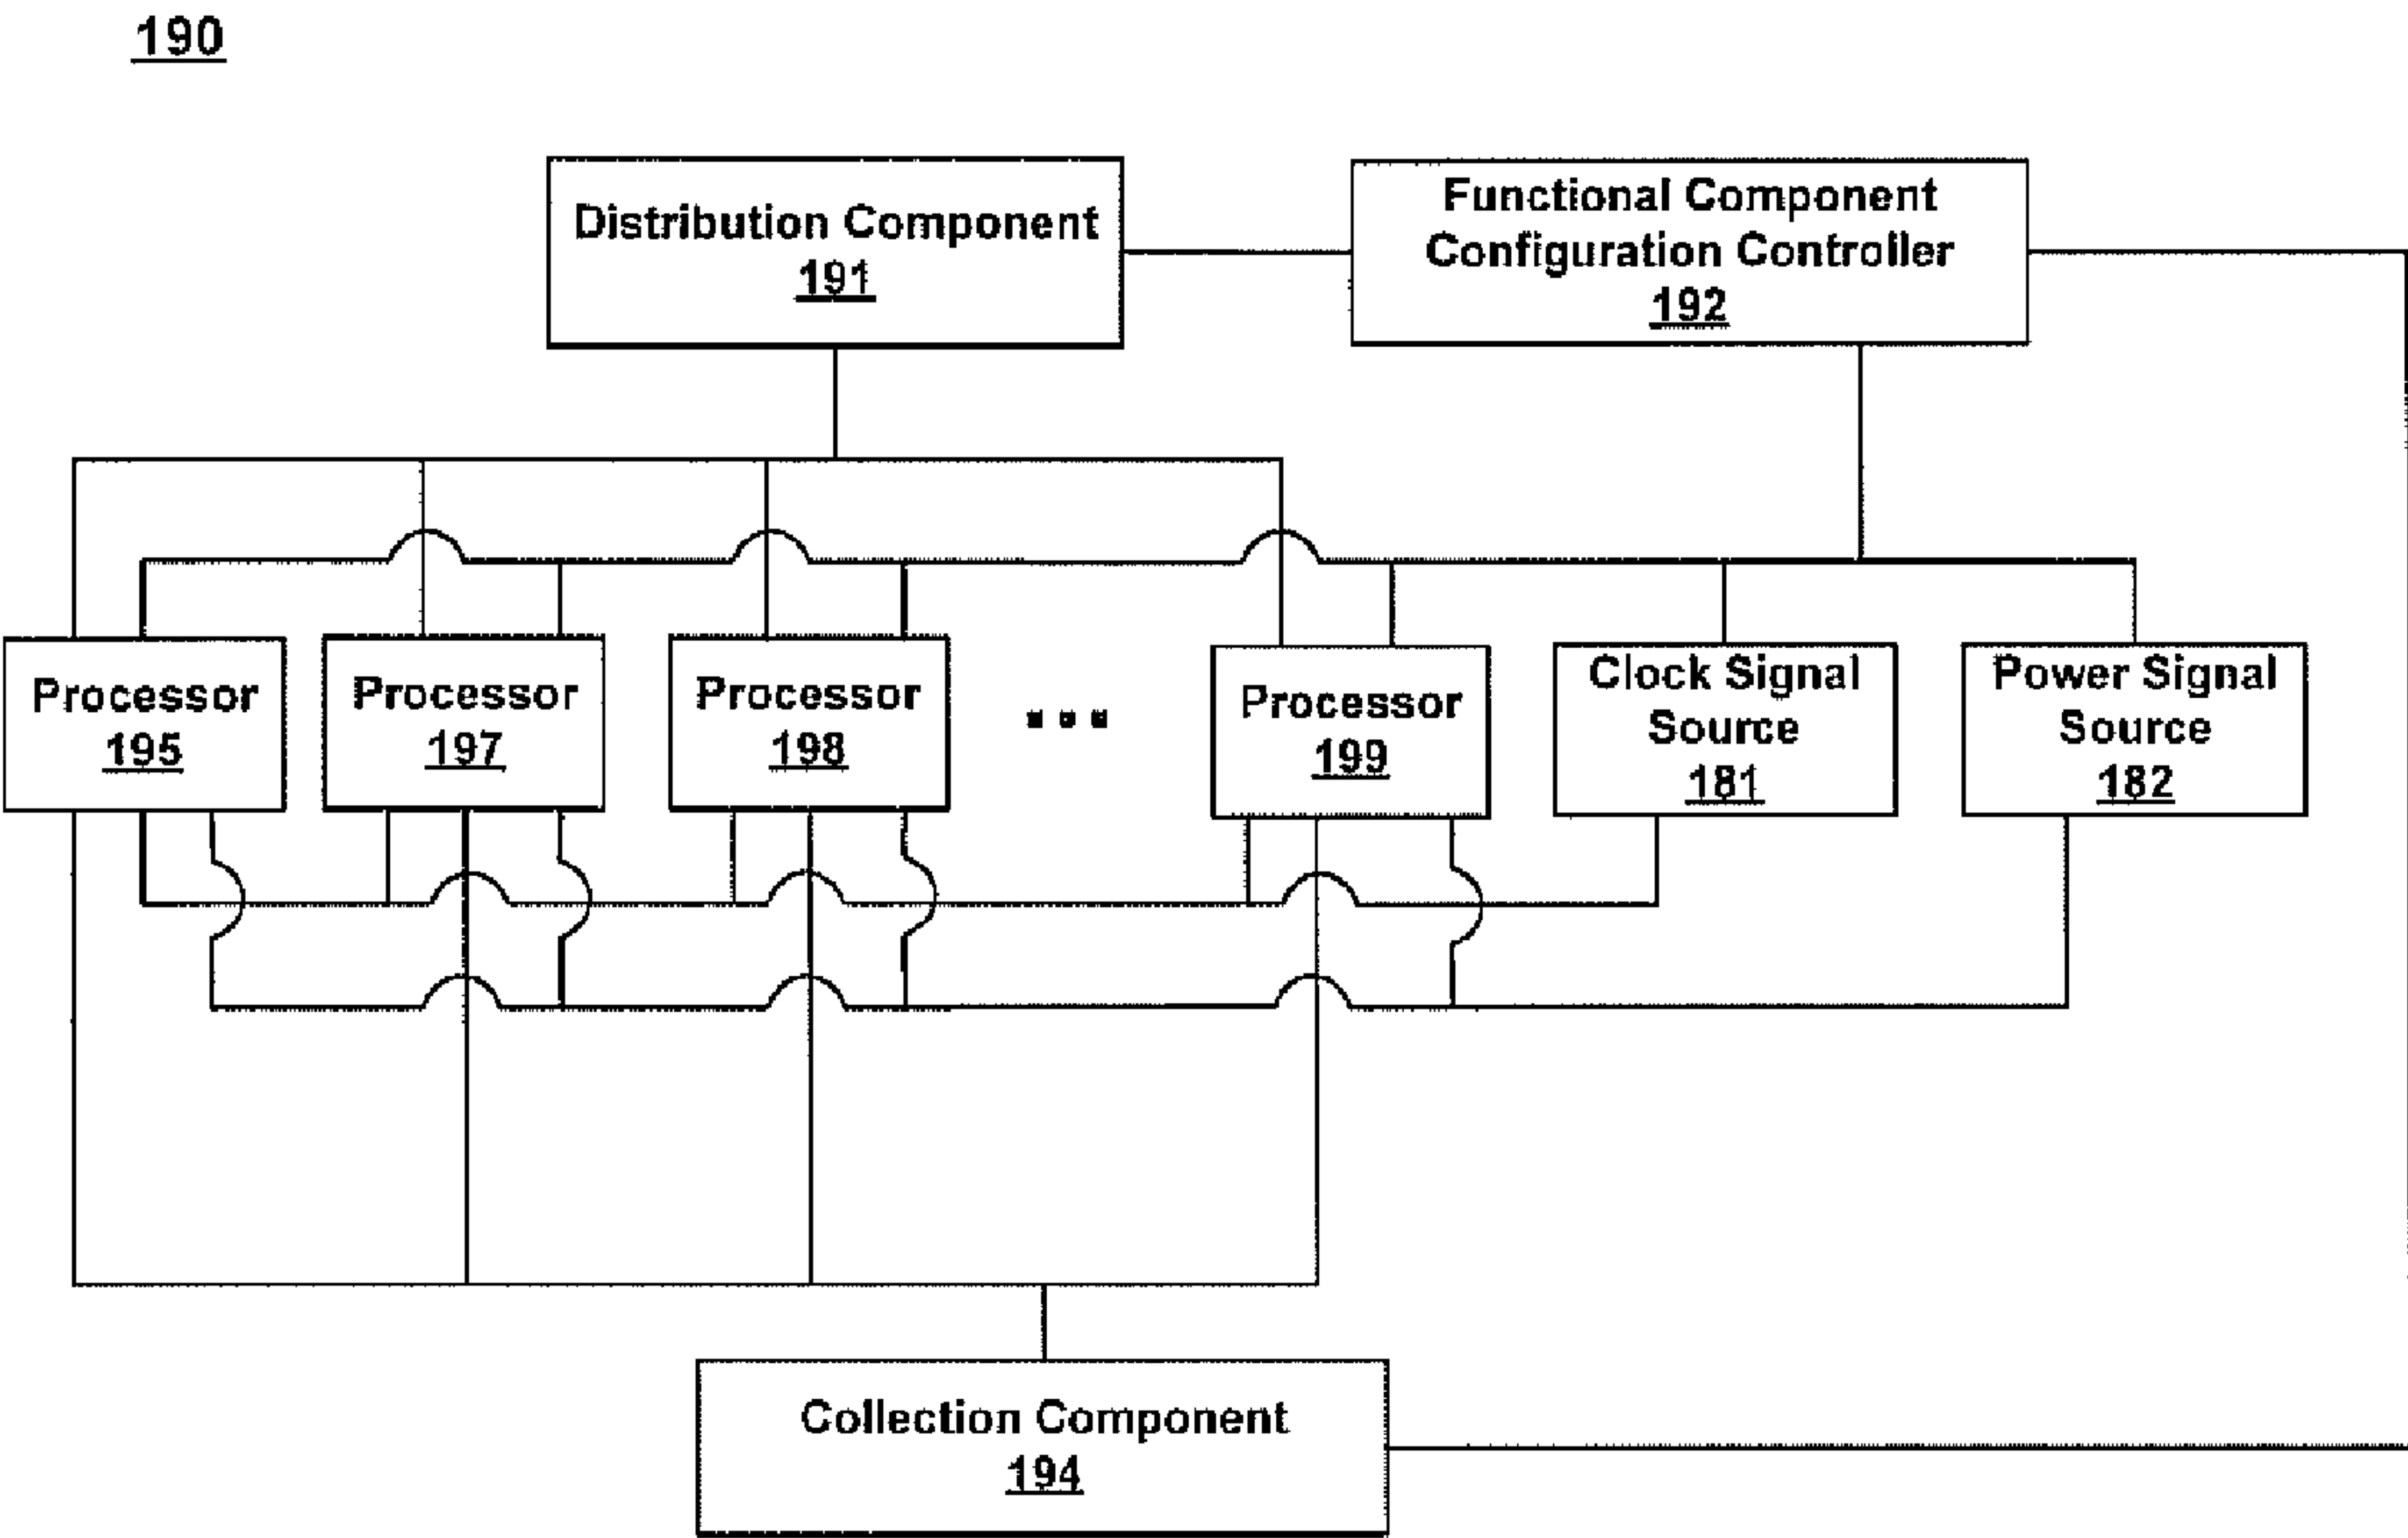 190
Distribution Component
191
Functional Component
Configuration Controller
192
Processor
195
Processor
197
Processor
198
...
Processor
199
Clock Signal
Source
181
Power Signal
Source
182
Collection Component
194